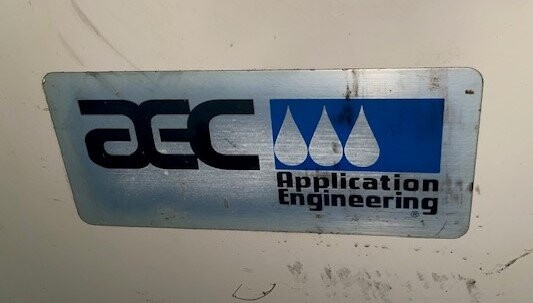 AEC
Application
Engineering
®